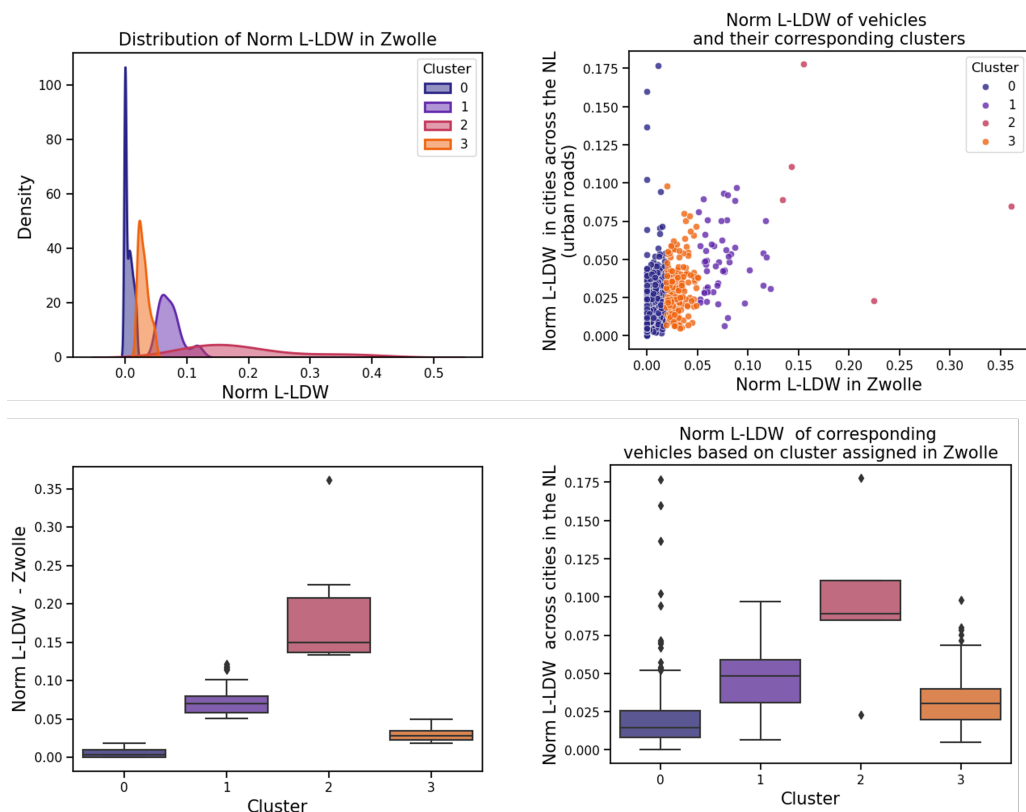 Distribution of Norm L-LDW in Zwolle
Density
100
80
60
40
20
0
0.0 0.1 0.2 0.3 0.4 0.5
Norm L-LDW
Cluster
0
1
2
3
Norm L-LDW of vehicles
and their corresponding clusters
Norm L-LDW in cities across the NL
(urban roads)
0.175
0.150
0.125
0.100
0.075
0.050
0.025
0.000
0.00 0.05 0.10 0.15 0.20 0.25 0.30 0.35
Norm L-LDW in Zwolle
Cluster
0
1
2
3
Norm L-LDW - Zwolle
0.35
0.30
0.25
0.20
0.15
0.10
0.05
0.00
0 1 2 3
Cluster
Norm L-LDW of corresponding
vehicles based on cluster assigned in Zwolle
Norm L-LDW across cities in the NL
0.175
0.150
0.125
0.100
0.075
0.050
0.025
0.000
0 1 2 3
Cluster